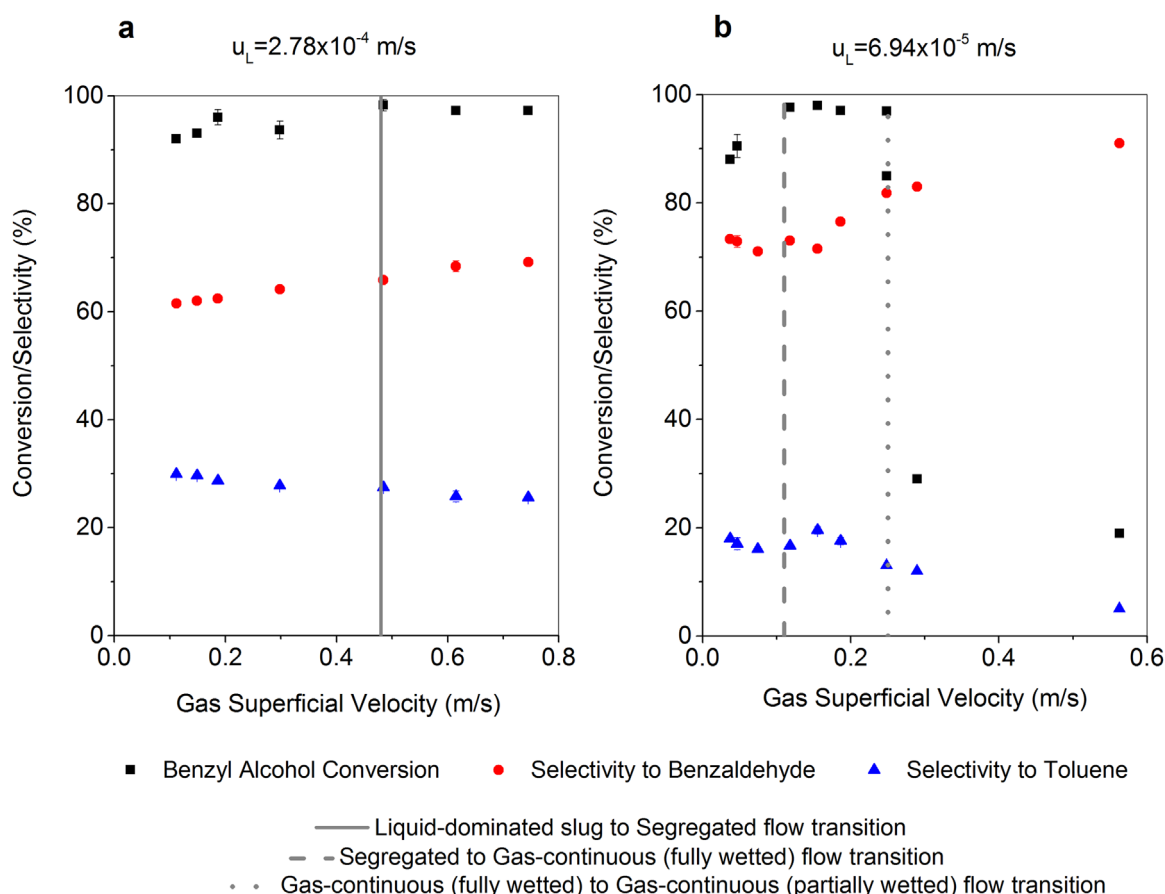 a
u_L=2.78x10^-4 m/s
100
80
60
40
20
0
Conversion/Selectivity (%)
0.0 0.2 0.4 0.6 0.8
Gas Superficial Velocity (m/s)
b
u_L=6.94x10^-5 m/s
100
80
60
40
20
0
Conversion/Selectivity (%)
0.0 0.2 0.4 0.6
Gas Superficial Velocity (m/s)
Benzyl Alcohol Conversion Selectivity to Benzaldehyde Selectivity to Toluene
Liquid-dominated slug to Segregated flow transition
Segregated to Gas-continuous (fully wetted) flow transition
Gas-continuous (fully wetted) to Gas-continuous (partially wetted) flow transition